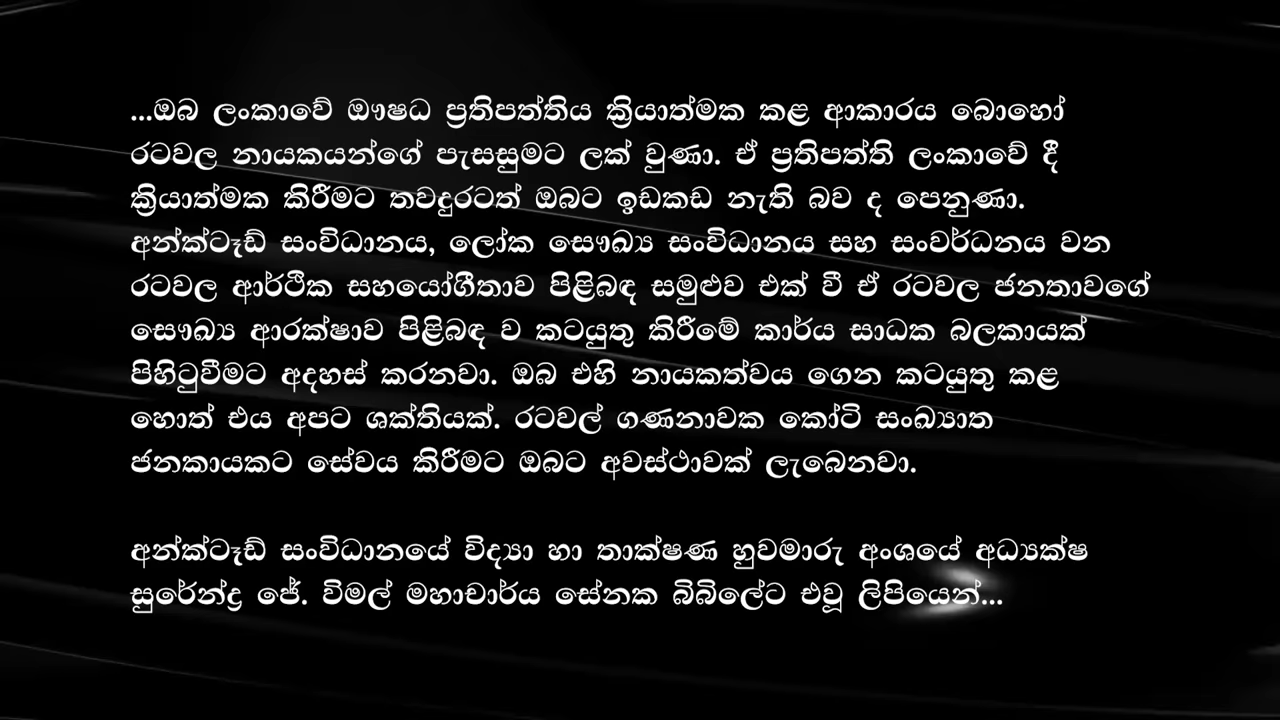 ...ඔබ ලංකාවේ ඖෂධ ප්‍රතිපත්තිය ක්‍රියාත්මක කළ ආකාරය බොහෝ
රටවල නායකයන්ගේ පැසසුමට ලක් වුණා. ඒ ප්‍රතිපත්ති ලංකාවේ දී
ක්‍රියාත්මක කිරීමට තවදුරටත් ඔබට ඉඩකඩ නැති බව ද පෙනුණා.
අන්ක්ටෑඩ් සංවිධානය, ලෝක සෞඛ්‍ය සංවිධානය සහ සංවර්ධනය වන
රටවල ආර්ථික සහයෝගීතාව පිළිබඳ සමුළුව එක් වී ඒ රටවල ජනතාවගේ
සෞඛ්‍ය ආරක්ෂාව පිළිබඳ ව කටයුතු කිරීමේ කාර්ය සාධක බලකායක්
පිහිටුවීමට අදහස් කරනවා. ඔබ එහි නායකත්වය ගෙන කටයුතු කළ
හොත් එය අපට ශක්තියක්. රටවල් ගණනාවක කෝටි සංඛ්‍යාත
ජනකායකට සේවය කිරීමට ඔබට අවස්ථාවක් ලැබෙනවා.
අන්ක්ටෑඩ් සංවිධානයේ විද්‍යා හා තාක්ෂණ හුවමාරු අංශයේ අධ්‍යක්ෂ
සුරේන්ද්‍ර ජේ. විමල් මහාචාර්ය සේනක බිබිලේට එවූ ලිපියෙන්...